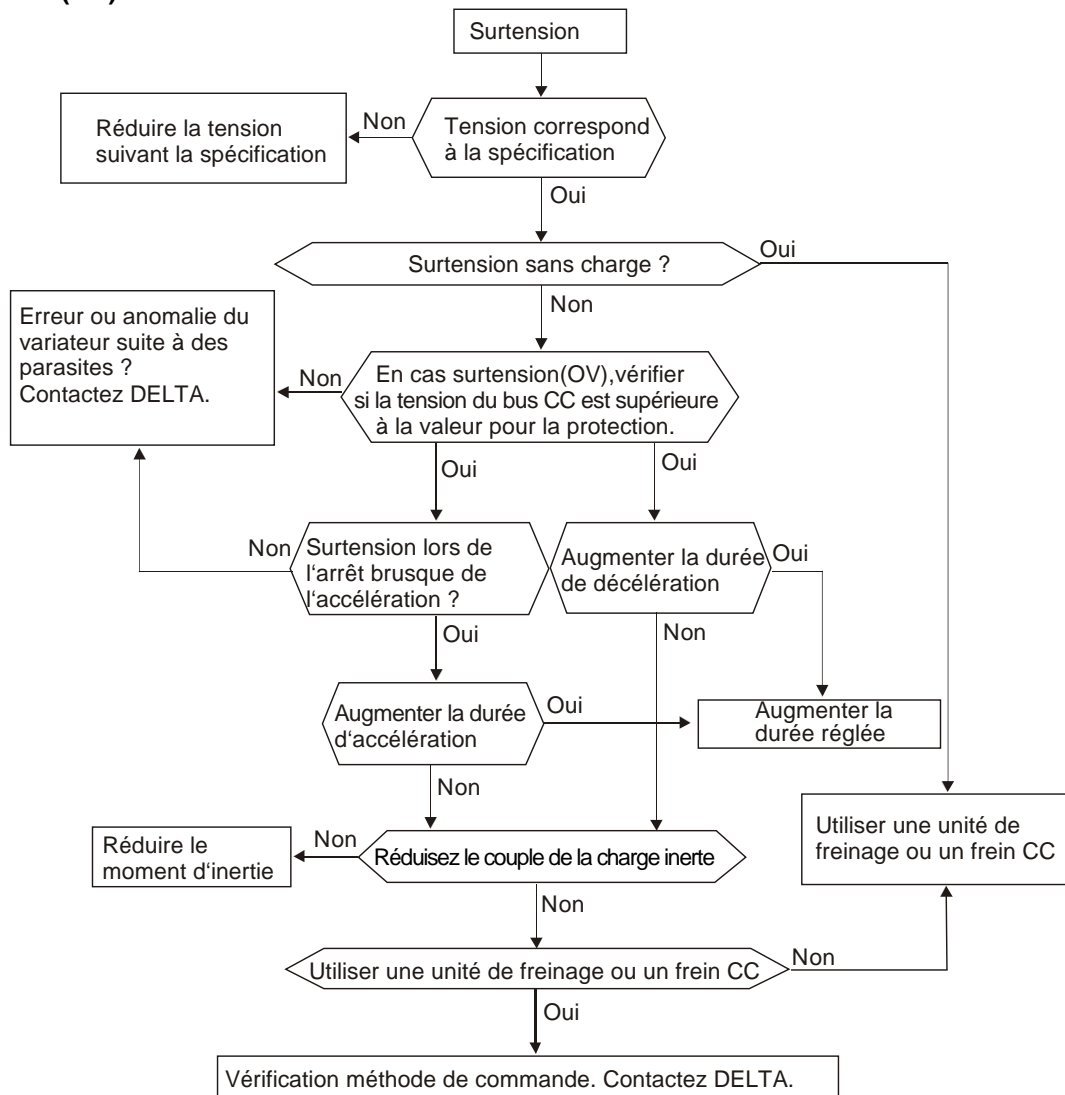 Surtension
Non
Réduire la tension
suivant la spécification
Tension correspond
à la spécification
Oui
Surtension sans charge ?
Oui
Non
Erreur ou anomalie du
variateur suite à des
parasites ?
Contactez DELTA.
Non
En cas surtension(OV),vérifier
si la tension du bus CC est supérieure
à la valeur pour la protection.
Oui
Oui
Non
Surtension lors de
l‘arrêt brusque de
l‘accélération ?
Augmenter la durée
de décélération
Oui
Oui
Non
Augmenter la durée
d‘accélération
Oui
Augmenter la
durée réglée
Non
Utiliser une unité de
freinage ou un frein CC
Réduire le
moment d‘inertie
Non
Réduisez le couple de la charge inerte
Non
Utiliser une unité de freinage ou un frein CC
Non
Oui
Vérification méthode de commande. Contactez DELTA.